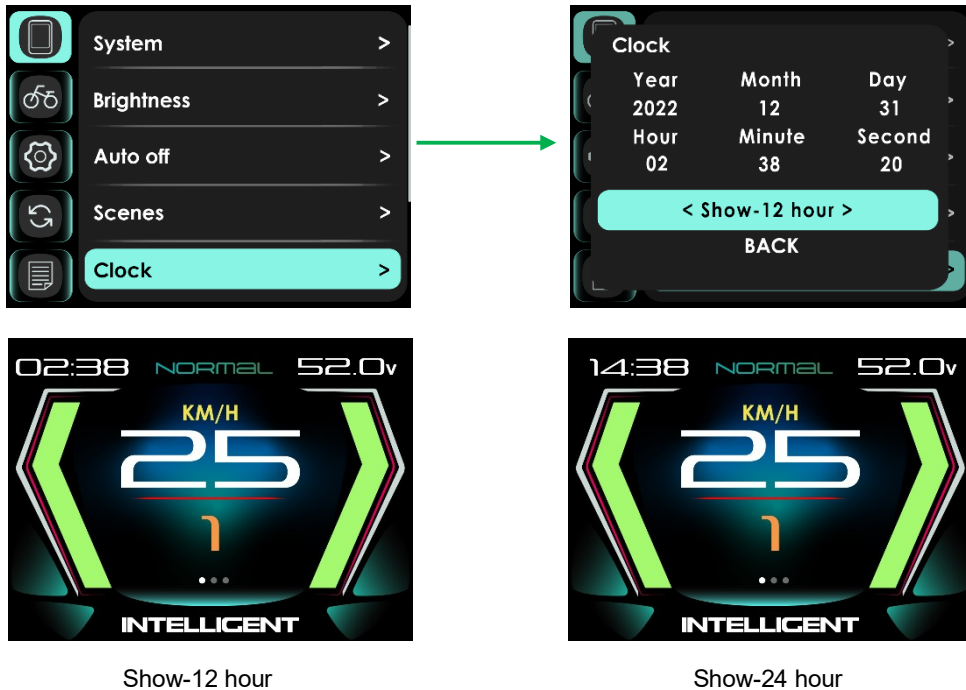 System >
Brightness >
Auto off >
Scenes >
Clock >
Clock
Year Month Day
2022 12 31
Hour Minute Second
02 38 20
< Show-12 hour >
BACK
02:38 NORMAL 52.0v
KM/H
25
1
INTELLIGENT
14:38 NORMAL 52.0v
KM/H
25
1
INTELLIGENT
Show-12 hour
Show-24 hour